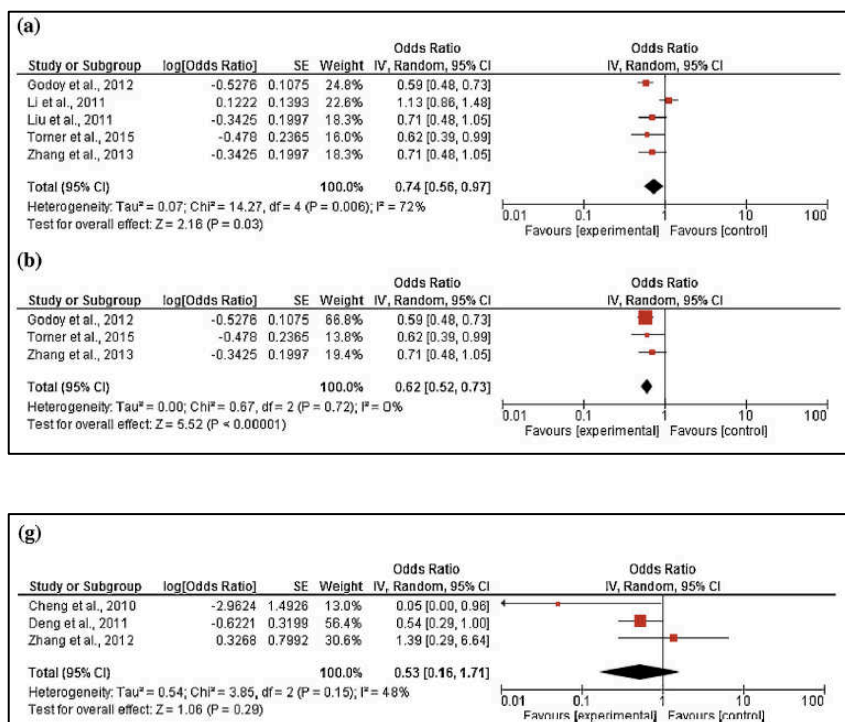 (a)
Odds Ratio Odds Ratio
Study or Subgroup log[Odds Ratio] SE Weight IV, Random, 95% CI IV, Random, 95% CI
Godoy et al., 2012 -0.5276 0.1075 24.8% 0.59 [0.48, 0.73]
Li et al., 2011 0.1222 0.1393 22.6% 1.13 [0.86, 1.48]
Liu et al., 2011 -0.3425 0.1997 18.3% 0.71 [0.48, 1.05]
Torner et al., 2015 -0.478 0.2365 16.0% 0.62 [0.39, 0.99]
Zhang et al., 2013 -0.3425 0.1997 18.3% 0.71 [0.48, 1.05]
Total (95% CI) 100.0% 0.74 [0.56, 0.97]
Heterogeneity: Tau² = 0.07; Chi² = 14.27, df = 4 (P = 0.006); I² = 72%
Test for overall effect: Z = 2.16 (P = 0.03)
0.01 0.1 1 10 100
Favours [experimental] Favours [control]
(b)
Odds Ratio Odds Ratio
Study or Subgroup log[Odds Ratio] SE Weight IV, Random, 95% CI IV, Random, 95% CI
Godoy et al., 2012 -0.5276 0.1075 66.8% 0.59 [0.48, 0.73]
Torner et al., 2015 -0.478 0.2365 13.8% 0.62 [0.39, 0.99]
Zhang et al., 2013 -0.3425 0.1997 19.4% 0.71 [0.48, 1.05]
Total (95% CI) 100.0% 0.62 [0.52, 0.73]
Heterogeneity: Tau² = 0.00; Chi² = 0.67, df = 2 (P = 0.72); I² = 0%
Test for overall effect: Z = 5.52 (P < 0.00001)
0.01 0.1 1 10 100
Favours [experimental] Favours [control]
(g)
Odds Ratio Odds Ratio
Study or Subgroup log[Odds Ratio] SE Weight IV, Random, 95% CI IV, Random, 95% CI
Cheng et al., 2010 -2.9624 1.4926 13.0% 0.05 [0.00, 0.96]
Deng et al., 2011 -0.6221 0.3199 56.4% 0.54 [0.29, 1.00]
Zhang et al., 2012 0.3268 0.7992 30.6% 1.39 [0.29, 6.64]
Total (95% CI) 100.0% 0.53 [0.16, 1.71]
Heterogeneity: Tau² = 0.54; Chi² = 3.85, df = 2 (P = 0.15); I² = 48%
Test for overall effect: Z = 1.06 (P = 0.29)
0.01 0.1 1 10 100
Favours [experimental] Favours [control]